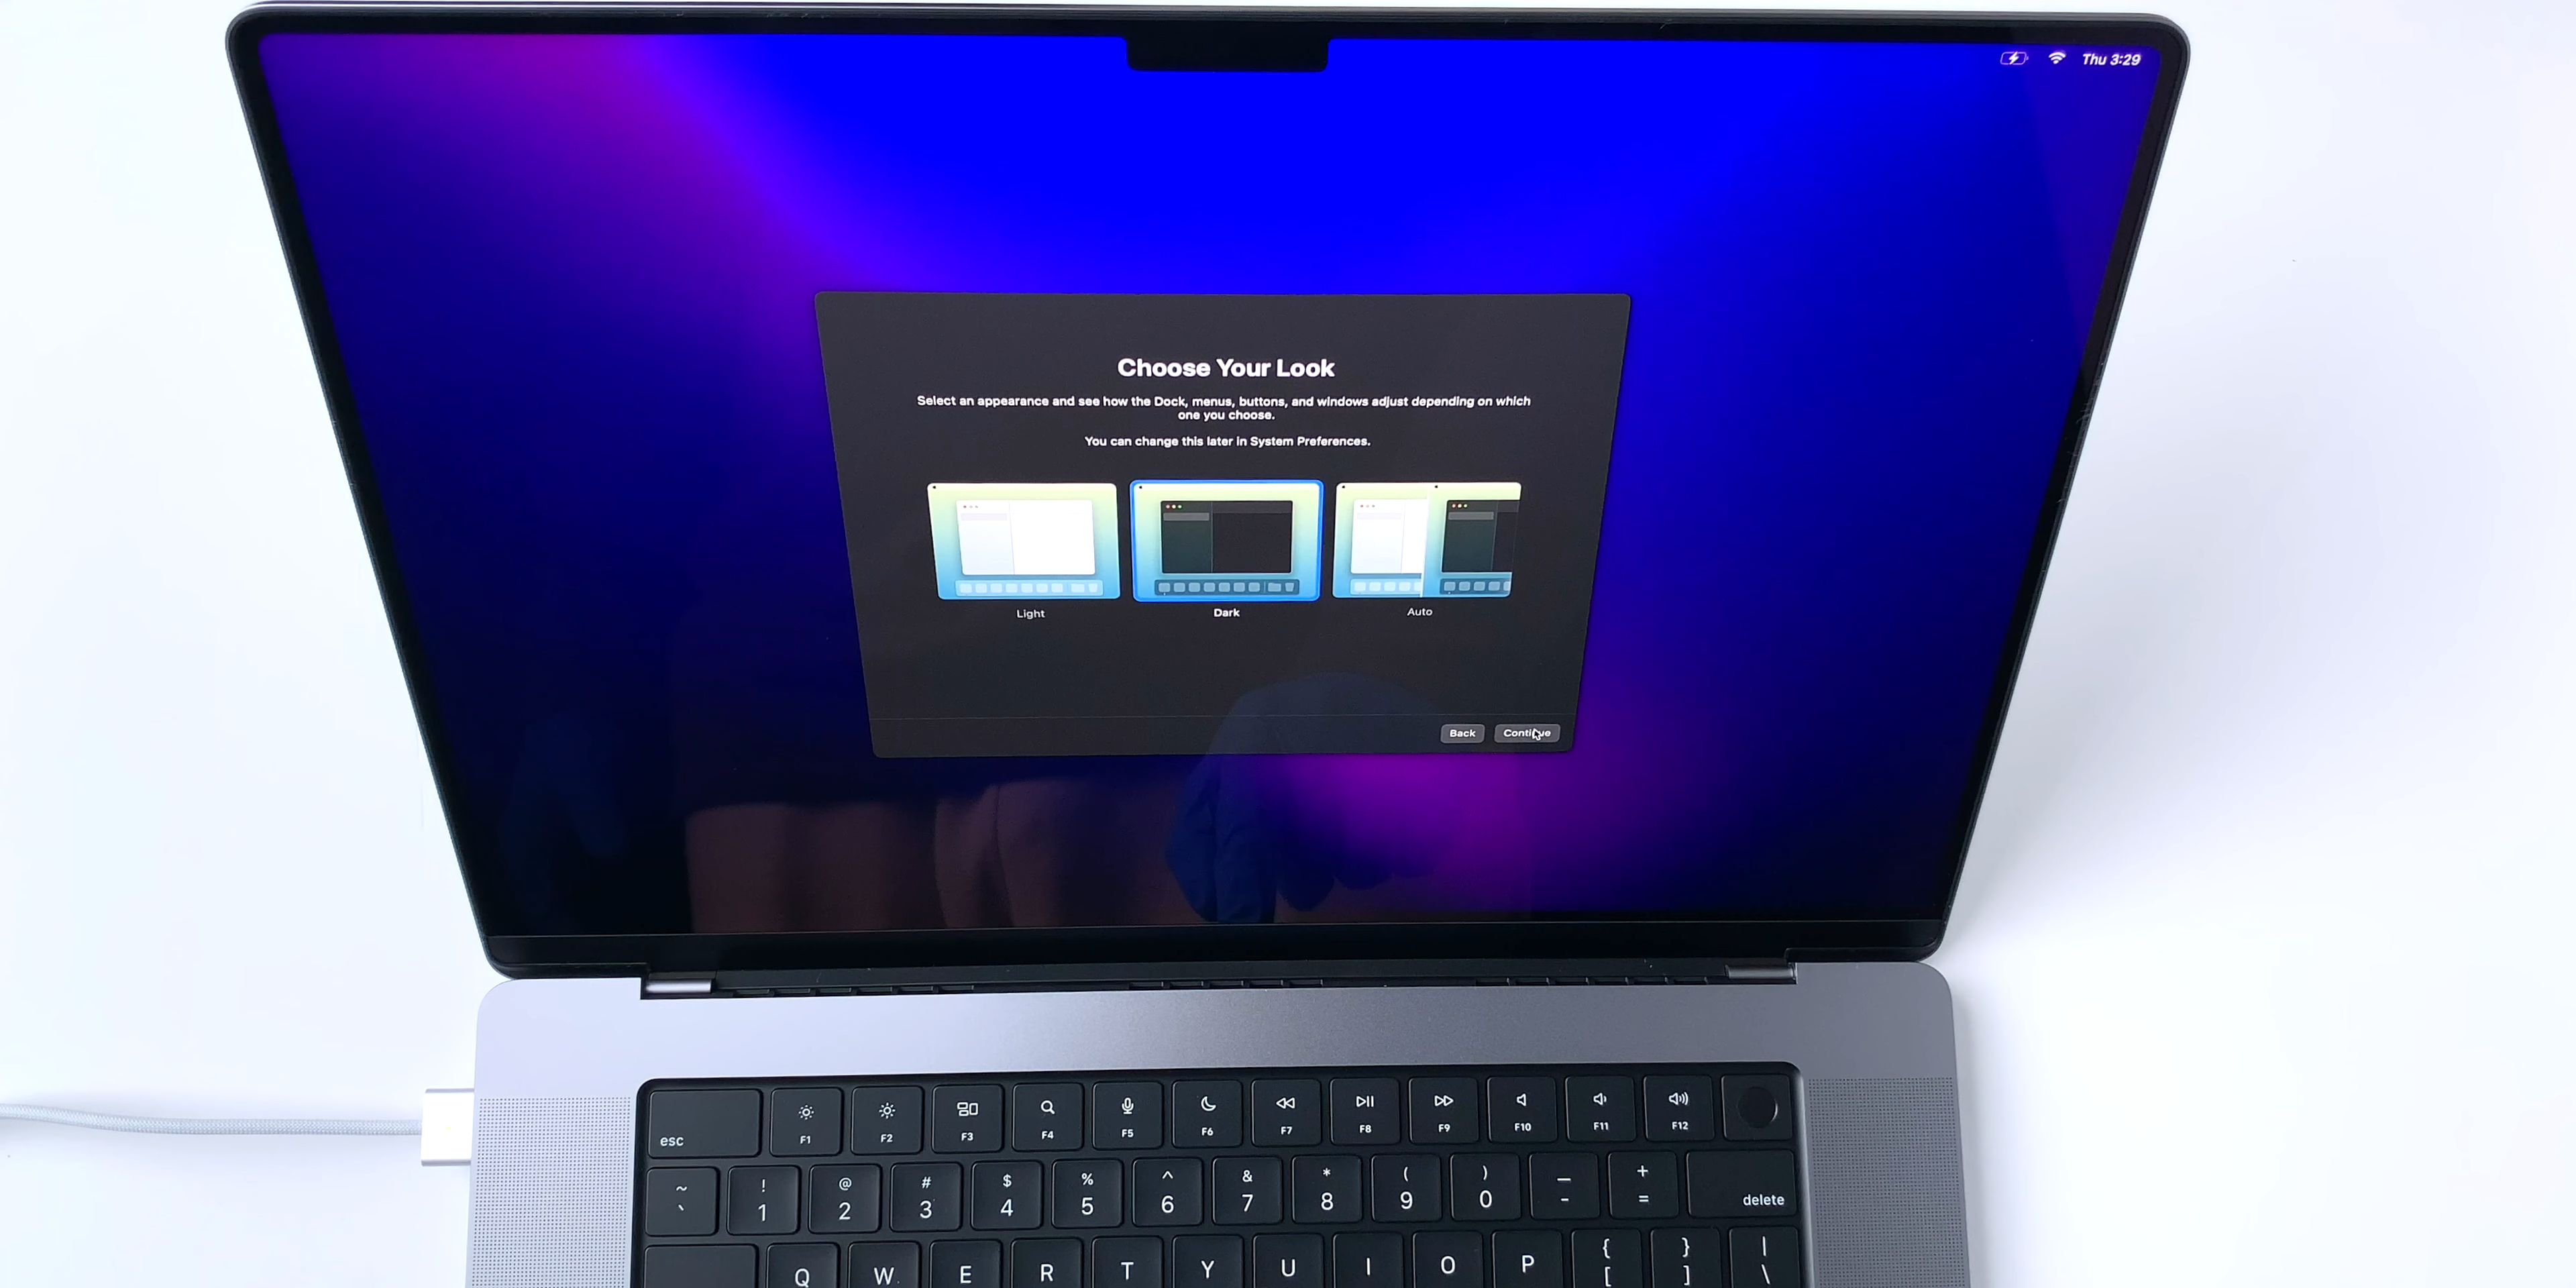 Thu 3:29
Choose Your Look
Select an appearance and see how the Dock, menus, buttons, and windows adjust depending on which
one you choose.
You can change this later in System Preferences.
Light Dark Auto
Back Continue
esc F1 F2 F3 F4 F5 F6 F7 F8 F9 F10 F11 F12
~ ! @ # $ % ^ & * ( ) — +
` 1 2 3 4 5 6 7 8 9 0 - = delete
Q W E R T Y U I O P { } |
[ ] \